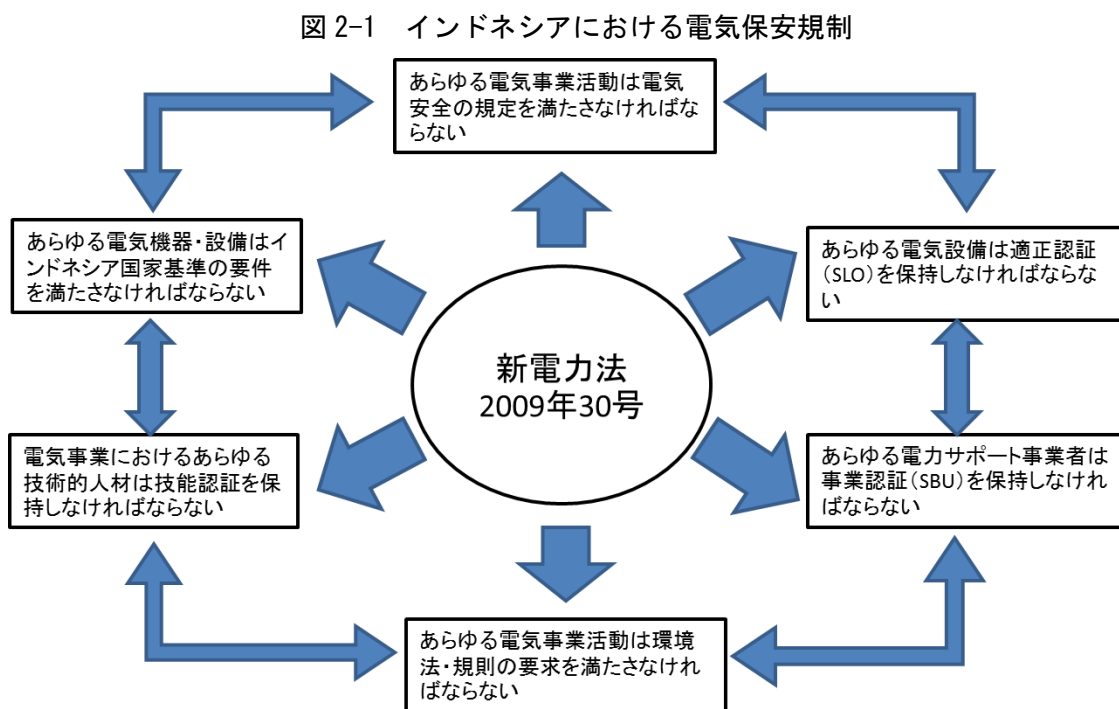 図 2-1 インドネシアにおける電気保安規制
あらゆる電気事業活動は電気
安全の規定を満たさなければな
らない
あらゆる電気機器・設備はイ
ンドネシア国家基準の要件
を満たさなければならない
あらゆる電気設備は適正認証
(SLO)を保持しなければならな
い
新電力法
2009年30号
電気事業におけるあらゆる
技術的人材は技能認証を保
持しなければならない
あらゆる電力サポート事業者は
事業認証(SBU)を保持しなけれ
ばならない
あらゆる電気事業活動は環境
法・規則の要求を満たさなけれ
ばならない